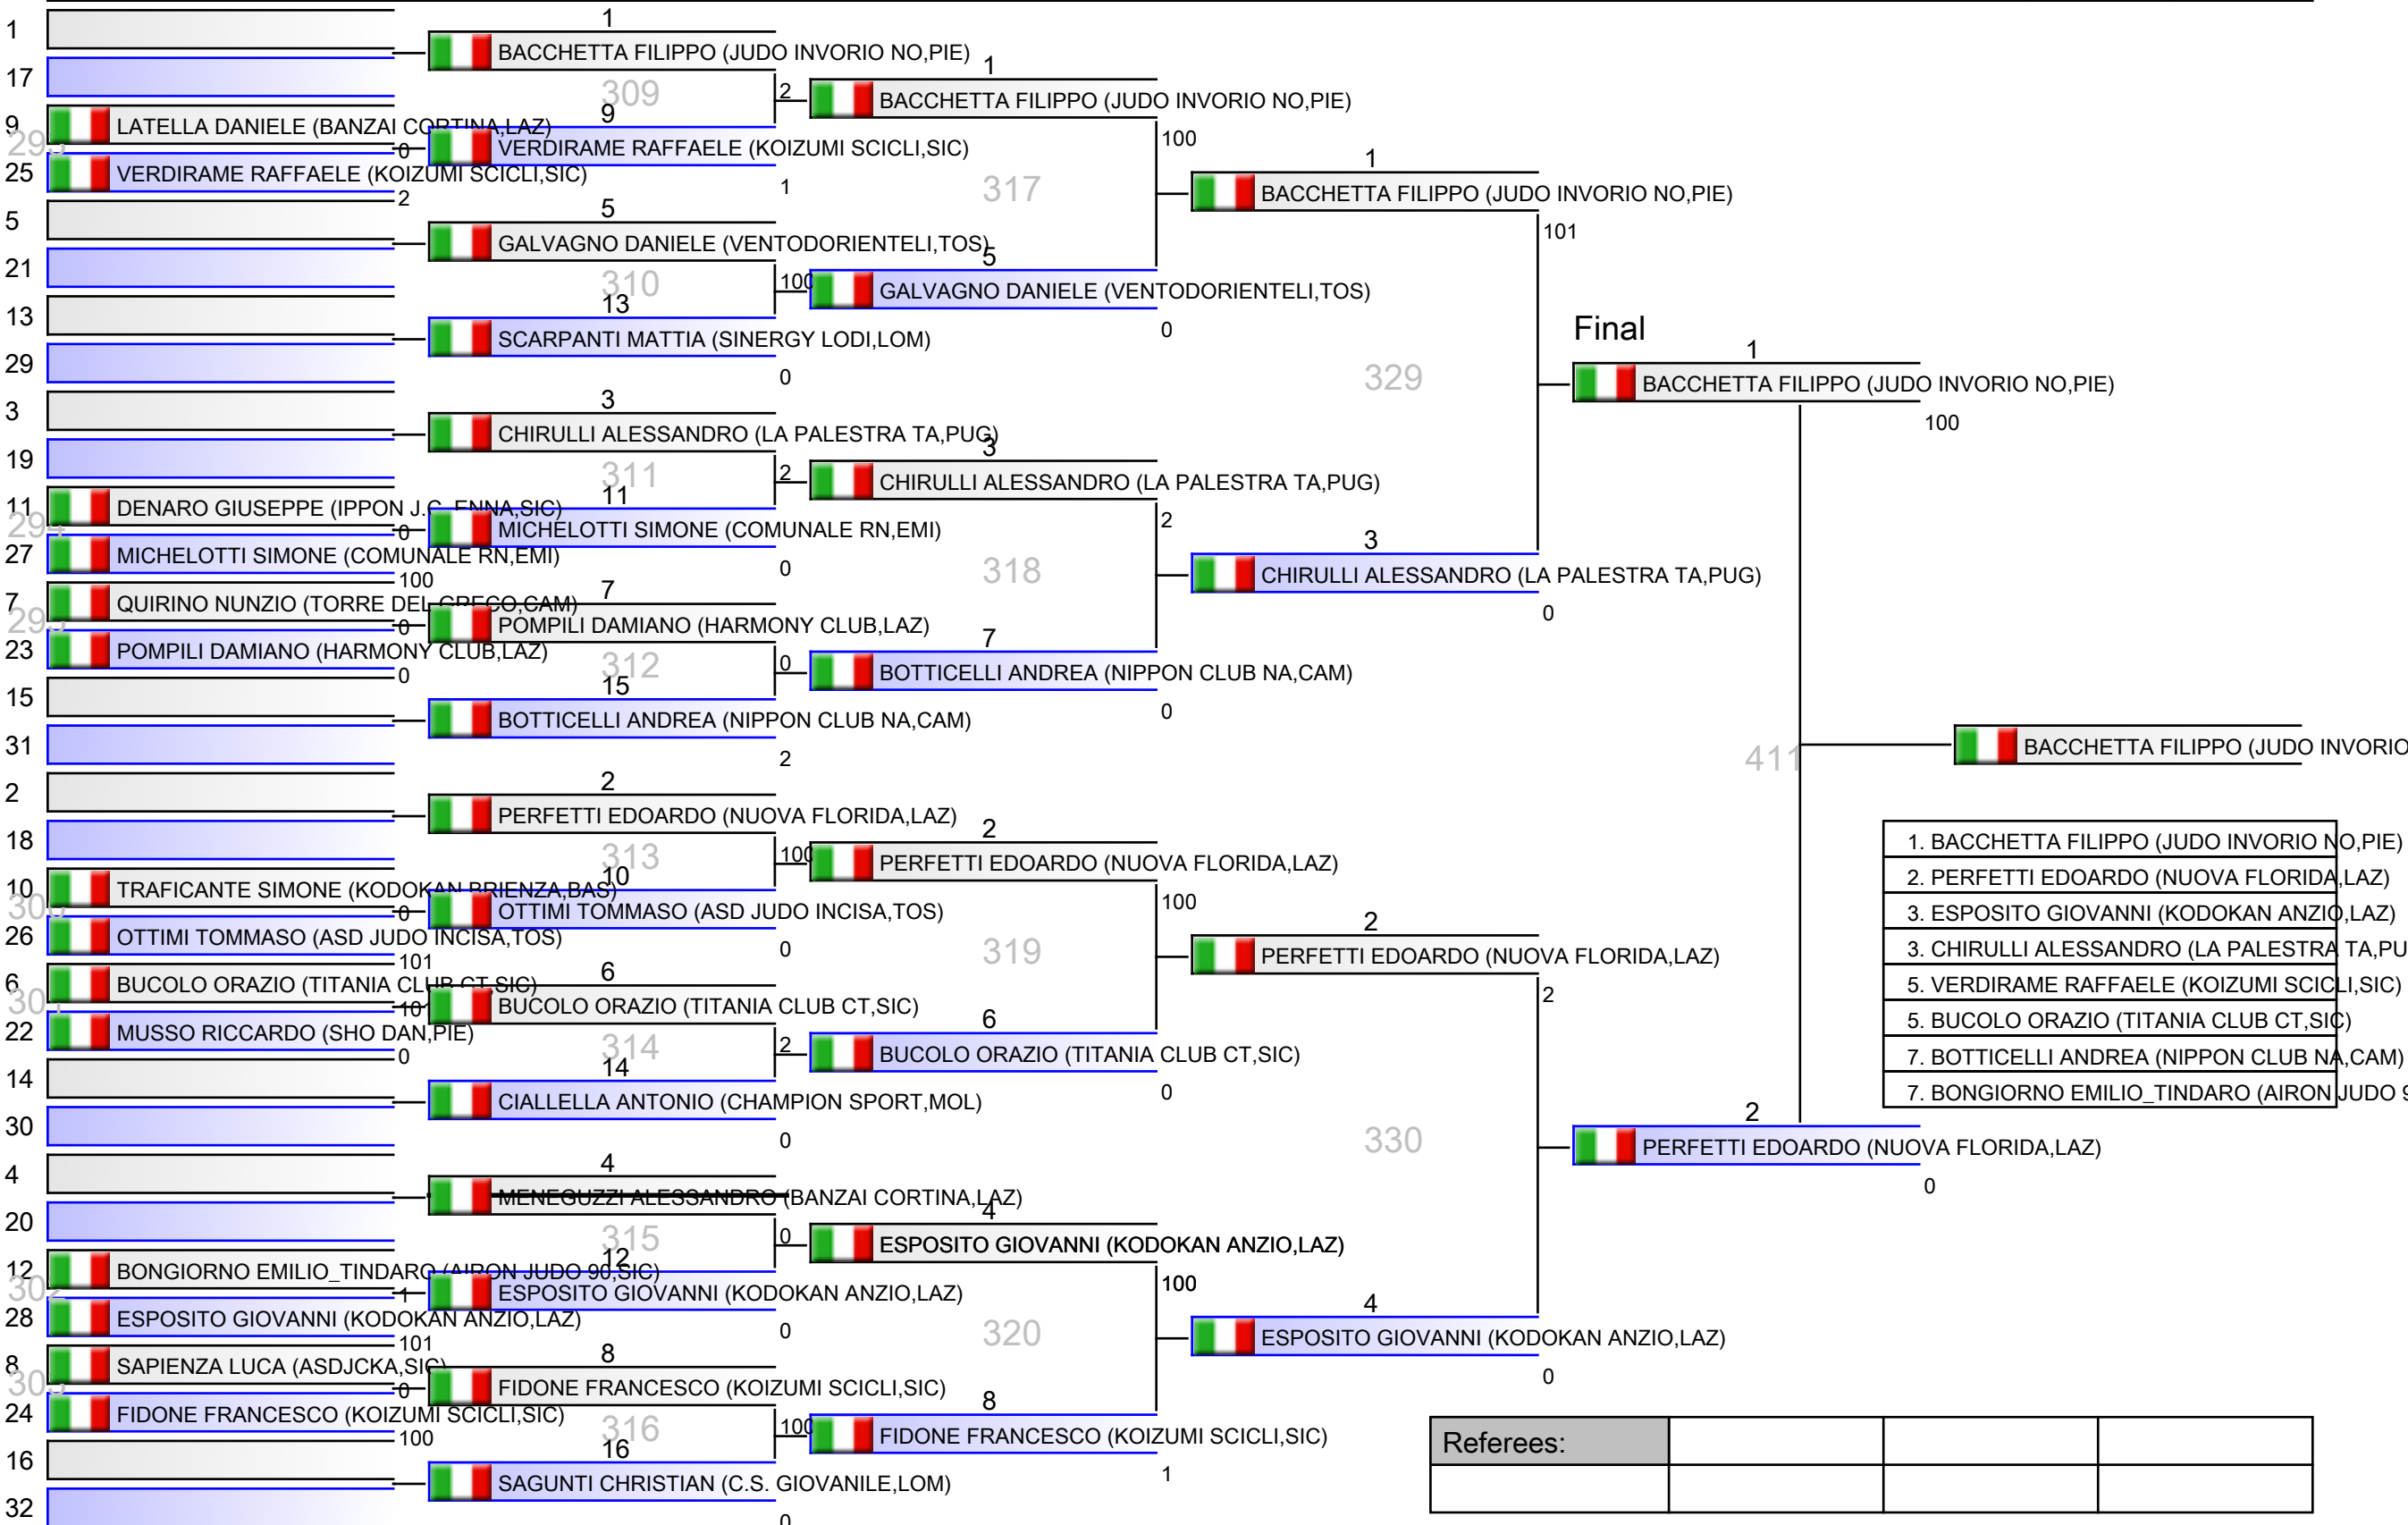 1
17
9
LATELLA DANIELE (BANZAI CORTINA,LAZ)
0
25
VERDIRAME RAFFAELE (KOIZUMI SCICLI,SIC)
2
5
21
13
29
3
19
11
DENARO GIUSEPPE (IPPON J.C. ENNA,SIC)
0
27
MICHELOTTI SIMONE (COMUNALE RN,EMI)
100
7
QUIRINO NUNZIO (TORRE DEL GRECO,CAM)
0
23
POMPILI DAMIANO (HARMONY CLUB,LAZ)
0
15
31
2
18
10
TRAFICANTE SIMONE (KODOKAN BRIENZA,BAS)
0
26
OTTIMI TOMMASO (ASD JUDO INCISA,TOS)
101
6
BUCOLO ORAZIO (TITANIA CLUB CT,SIC)
22
MUSSO RICCARDO (SHO DAN,PIE)
0
14
30
4
20
12
BONGIORNO EMILIO_TINDARO (AIRON JUDO 90,SIC)
1
28
ESPOSITO GIOVANNI (KODOKAN ANZIO,LAZ)
101
8
SAPIENZA LUCA (ASDJCKA,SIC)
0
24
FIDONE FRANCESCO (KOIZUMI SCICLI,SIC)
100
16
32
1
BACCHETTA FILIPPO (JUDO INVORIO NO,PIE)
309
2
9
VERDIRAME RAFFAELE (KOIZUMI SCICLI,SIC)
1
5
GALVAGNO DANIELE (VENTODORIENTELI,TOS)
310
100
13
SCARPANTI MATTIA (SINERGY LODI,LOM)
0
3
CHIRULLI ALESSANDRO (LA PALESTRA TA,PUG)
311
2
11
MICHELOTTI SIMONE (COMUNALE RN,EMI)
0
7
POMPILI DAMIANO (HARMONY CLUB,LAZ)
312
0
15
BOTTICELLI ANDREA (NIPPON CLUB NA,CAM)
2
2
PERFETTI EDOARDO (NUOVA FLORIDA,LAZ)
313
100
10
OTTIMI TOMMASO (ASD JUDO INCISA,TOS)
0
6
BUCOLO ORAZIO (TITANIA CLUB CT,SIC)
314
2
14
CIALLELLA ANTONIO (CHAMPION SPORT,MOL)
0
4
MENEGUZZI ALESSANDRO (BANZAI CORTINA,LAZ)
315
0
12
ESPOSITO GIOVANNI (KODOKAN ANZIO,LAZ)
0
8
FIDONE FRANCESCO (KOIZUMI SCICLI,SIC)
316
100
16
SAGUNTI CHRISTIAN (C.S. GIOVANILE,LOM)
0
1
BACCHETTA FILIPPO (JUDO INVORIO NO,PIE)
100
317
5
GALVAGNO DANIELE (VENTODORIENTELI,TOS)
0
3
CHIRULLI ALESSANDRO (LA PALESTRA TA,PUG)
2
318
7
BOTTICELLI ANDREA (NIPPON CLUB NA,CAM)
0
2
PERFETTI EDOARDO (NUOVA FLORIDA,LAZ)
100
319
6
BUCOLO ORAZIO (TITANIA CLUB CT,SIC)
0
4
ESPOSITO GIOVANNI (KODOKAN ANZIO,LAZ)
100
320
8
FIDONE FRANCESCO (KOIZUMI SCICLI,SIC)
1
1
BACCHETTA FILIPPO (JUDO INVORIO NO,PIE)
101
329
3
CHIRULLI ALESSANDRO (LA PALESTRA TA,PUG)
0
2
PERFETTI EDOARDO (NUOVA FLORIDA,LAZ)
2
330
4
ESPOSITO GIOVANNI (KODOKAN ANZIO,LAZ)
0
Final
1
BACCHETTA FILIPPO (JUDO INVORIO NO,PIE)
100
411
2
PERFETTI EDOARDO (NUOVA FLORIDA,LAZ)
0
BACCHETTA FILIPPO (JUDO INVORIO
1. BACCHETTA FILIPPO (JUDO INVORIO NO,PIE)
2. PERFETTI EDOARDO (NUOVA FLORIDA,LAZ)
3. ESPOSITO GIOVANNI (KODOKAN ANZIO,LAZ)
3. CHIRULLI ALESSANDRO (LA PALESTRA TA,PU
5. VERDIRAME RAFFAELE (KOIZUMI SCICLI,SIC)
5. BUCOLO ORAZIO (TITANIA CLUB CT,SIC)
7. BOTTICELLI ANDREA (NIPPON CLUB NA,CAM)
7. BONGIORNO EMILIO_TINDARO (AIRON JUDO 9
Referees: